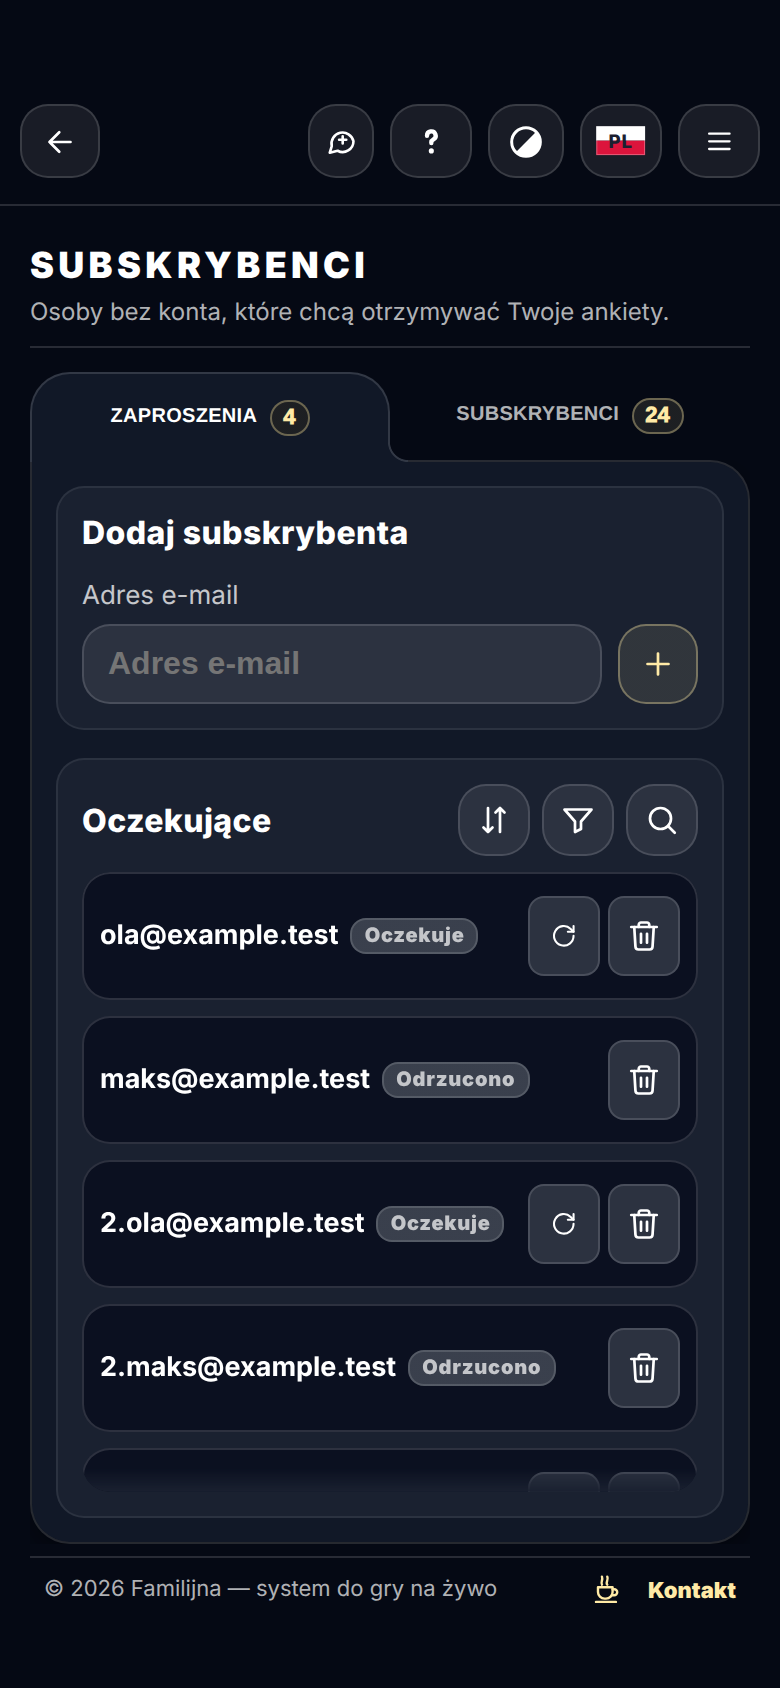 ?
PL
SUBSKRYBENCI
Osoby bez konta, które chcą otrzymywać Twoje ankiety.
ZAPROSZENIA 4
SUBSKRYBENCI 24
Dodaj subskrybenta
Adres e-mail
Adres e-mail
Oczekujące
ola@example.test Oczekuje
maks@example.test Odrzucono
2.ola@example.test Oczekuje
2.maks@example.test Odrzucono
© 2026 Familijna — system do gry na żywo
Kontakt